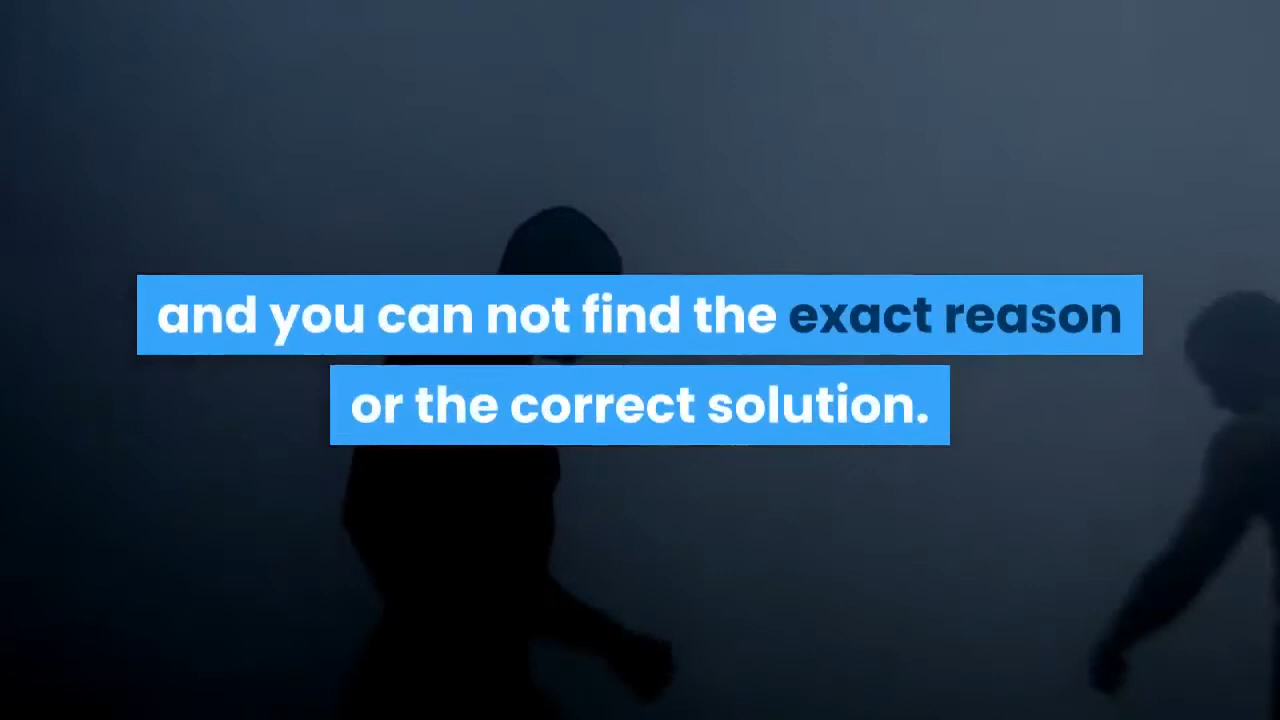 and you can not find the exact reason
or the correct solution.